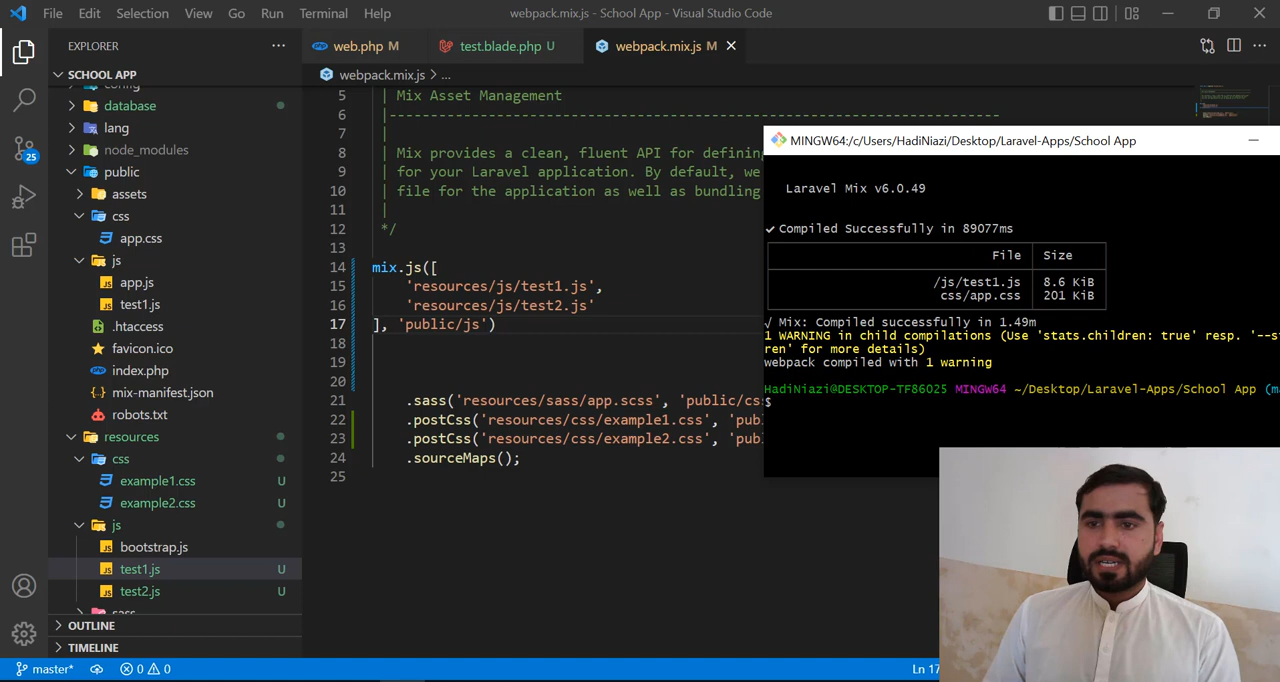 File Edit Selection View Go Run Terminal Help
webpack.mix.js - School App - Visual Studio Code
EXPLORER
SCHOOL APP
database
lang
node_modules
public
assets
css
app.css
js
app.js
test1.js
.htaccess
favicon.ico
index.php
mix-manifest.json
robots.txt
resources
css
example1.css U
example2.css U
js
bootstrap.js
test1.js U
test2.js U
OUTLINE
TIMELINE
25
web.php M
test.blade.php U
webpack.mix.js M
webpack.mix.js > ...
5 | Mix Asset Management
6 |--------------------------------------------------------------------------
7 |
8 | Mix provides a clean, fluent API for defining
9 | for your Laravel application. By default, we
10 | file for the application as well as bundling
11 |
12 */
13
14 mix.js([
15 'resources/js/test1.js',
16 'resources/js/test2.js'
17 ], 'public/js')
18
19
20
21 .sass('resources/sass/app.scss', 'public/cs
22 .postCss('resources/css/example1.css', 'pub
23 .postCss('resources/css/example2.css', 'pub
24 .sourceMaps();
25
MINGW64:/c/Users/HadiNiazi/Desktop/Laravel-Apps/School App
Laravel Mix v6.0.49
✔ Compiled Successfully in 89077ms
File Size
/js/test1.js 8.6 KiB
css/app.css 201 KiB
√ Mix: Compiled successfully in 1.49m
1 WARNING in child compilations (Use 'stats.children: true' resp. '--s
ren' for more details)
webpack compiled with 1 warning
HadiNiazi@DESKTOP-TF86025 MINGW64 ~/Desktop/Laravel-Apps/School App (m
$
master* 0 0
Ln 17